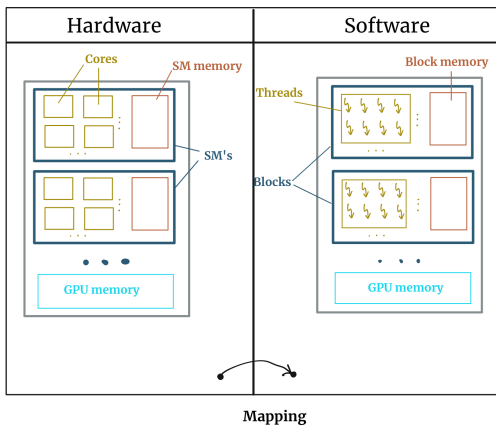 Hardware
Software
Cores
SM memory
SM's
GPU memory
Block memory
Threads
Blocks
GPU memory
Mapping